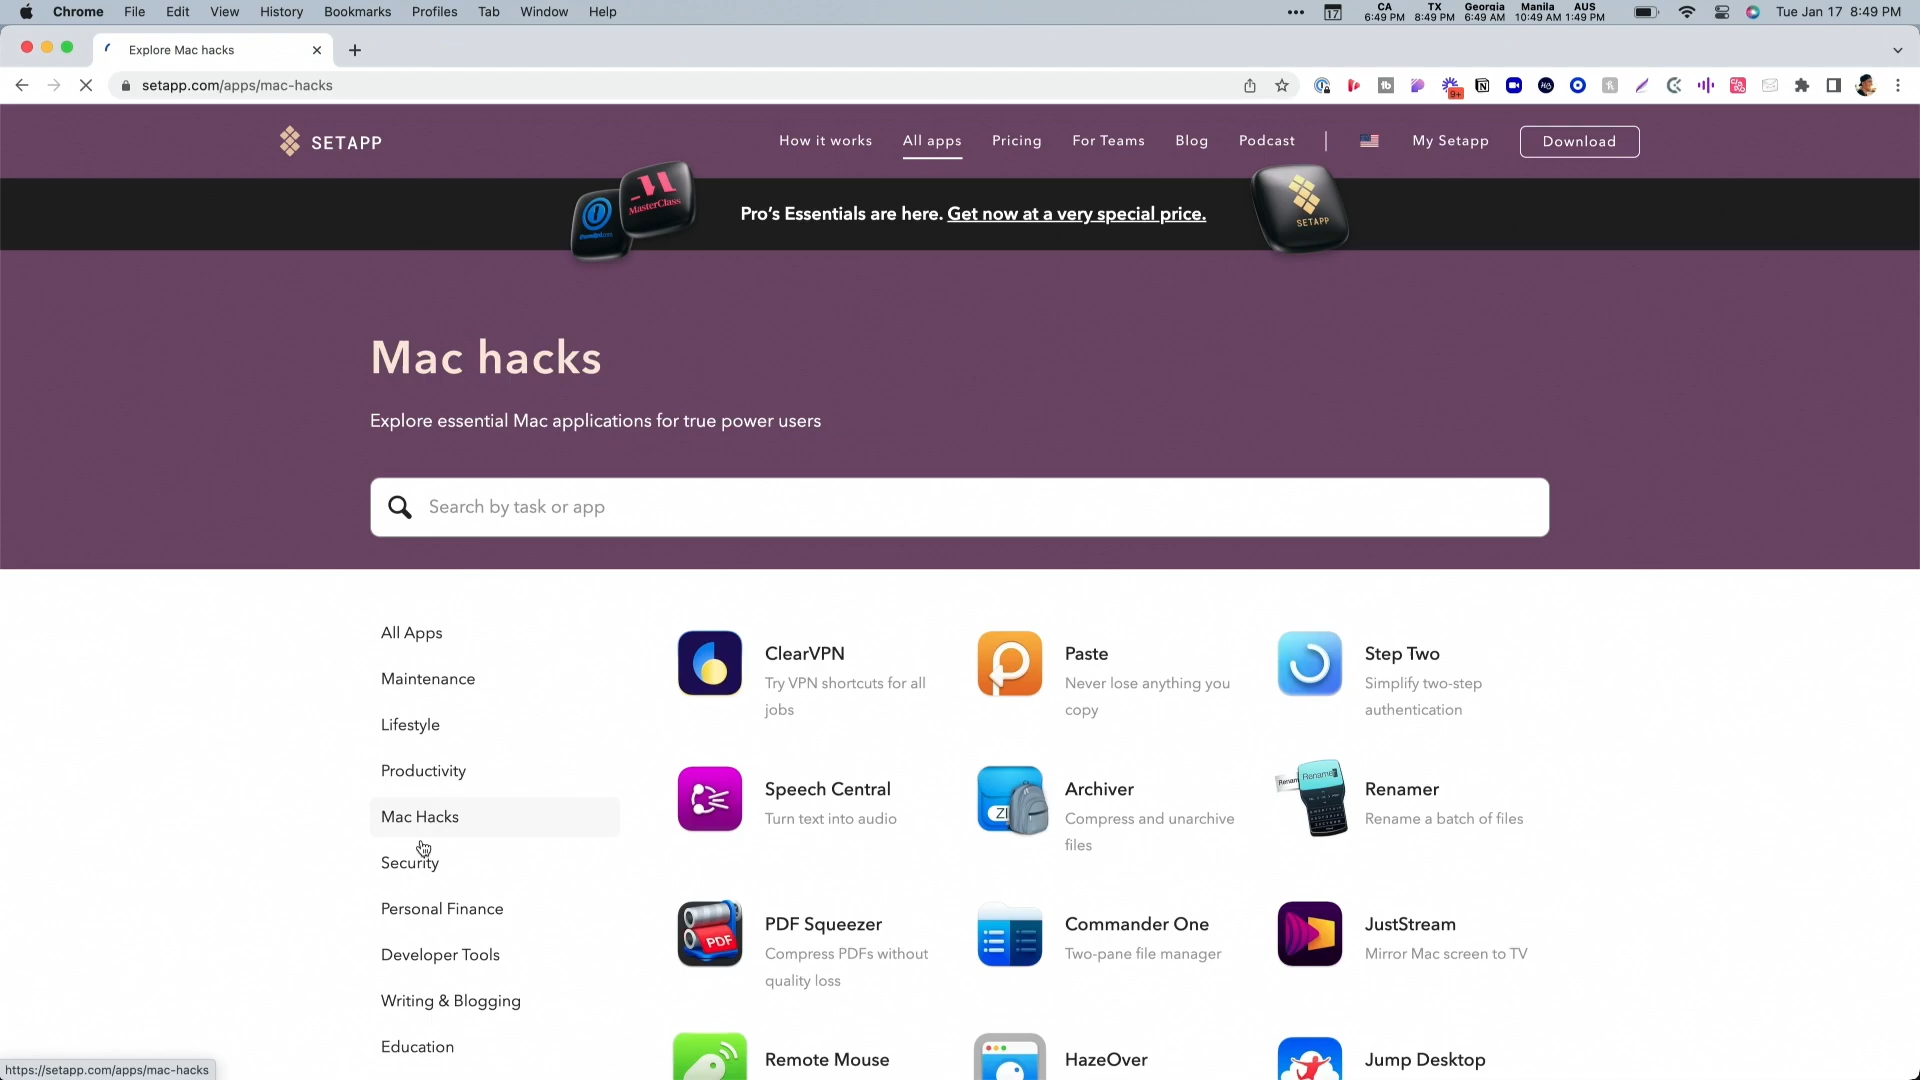 Chrome File Edit View History Bookmarks Profiles Tab Window Help
17 CA TX Georgia Manila AUS
6:49 PM 8:49 PM 6:49 AM 10:49 AM 1:49 PM
Tue Jan 17 8:49 PM
Explore Mac hacks
setapp.com/apps/mac-hacks
9+
SETAPP
How it works All apps Pricing For Teams Blog Podcast My Setapp Download
MasterClass
Pro's Essentials are here. Get now at a very special price.
SETAPP
Mac hacks
Explore essential Mac applications for true power users
Search by task or app
All Apps
Maintenance
Lifestyle
Productivity
Mac Hacks
Security
Personal Finance
Developer Tools
Writing & Blogging
Education
ClearVPN
Try VPN shortcuts for all
jobs
Paste
Never lose anything you
copy
Step Two
Simplify two-step
authentication
Speech Central
Turn text into audio
Archiver
Compress and unarchive
files
Renamer
Rename a batch of files
PDF
PDF Squeezer
Compress PDFs without
quality loss
Commander One
Two-pane file manager
JustStream
Mirror Mac screen to TV
Remote Mouse
HazeOver
Jump Desktop
https://setapp.com/apps/mac-hacks